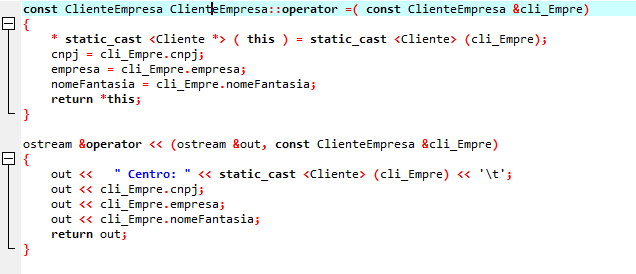 const ClienteEmpresa ClienteEmpresa::operator =( const ClienteEmpresa &cli_Empre)
{
* static_cast <Cliente *> ( this ) = static_cast <Cliente> (cli_Empre);
cnpj = cli_Empre.cnpj;
empresa = cli_Empre.empresa;
nomeFantasia = cli_Empre.nomeFantasia;
return *this;
}
ostream &operator << (ostream &out, const ClienteEmpresa &cli_Empre)
{
out <<   " Centro: " << static_cast <Cliente> (cli_Empre) << '\t';
out << cli_Empre.cnpj;
out << cli_Empre.empresa;
out << cli_Empre.nomeFantasia;
return out;
}